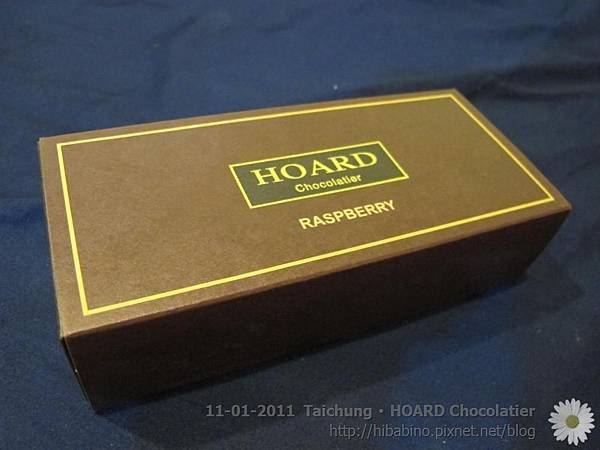 HOARD
Chocolatier
RASPBERRY
11-01-2011 Taichung・HOARD Chocolatier
http://hibabino.pixnet.net/blog